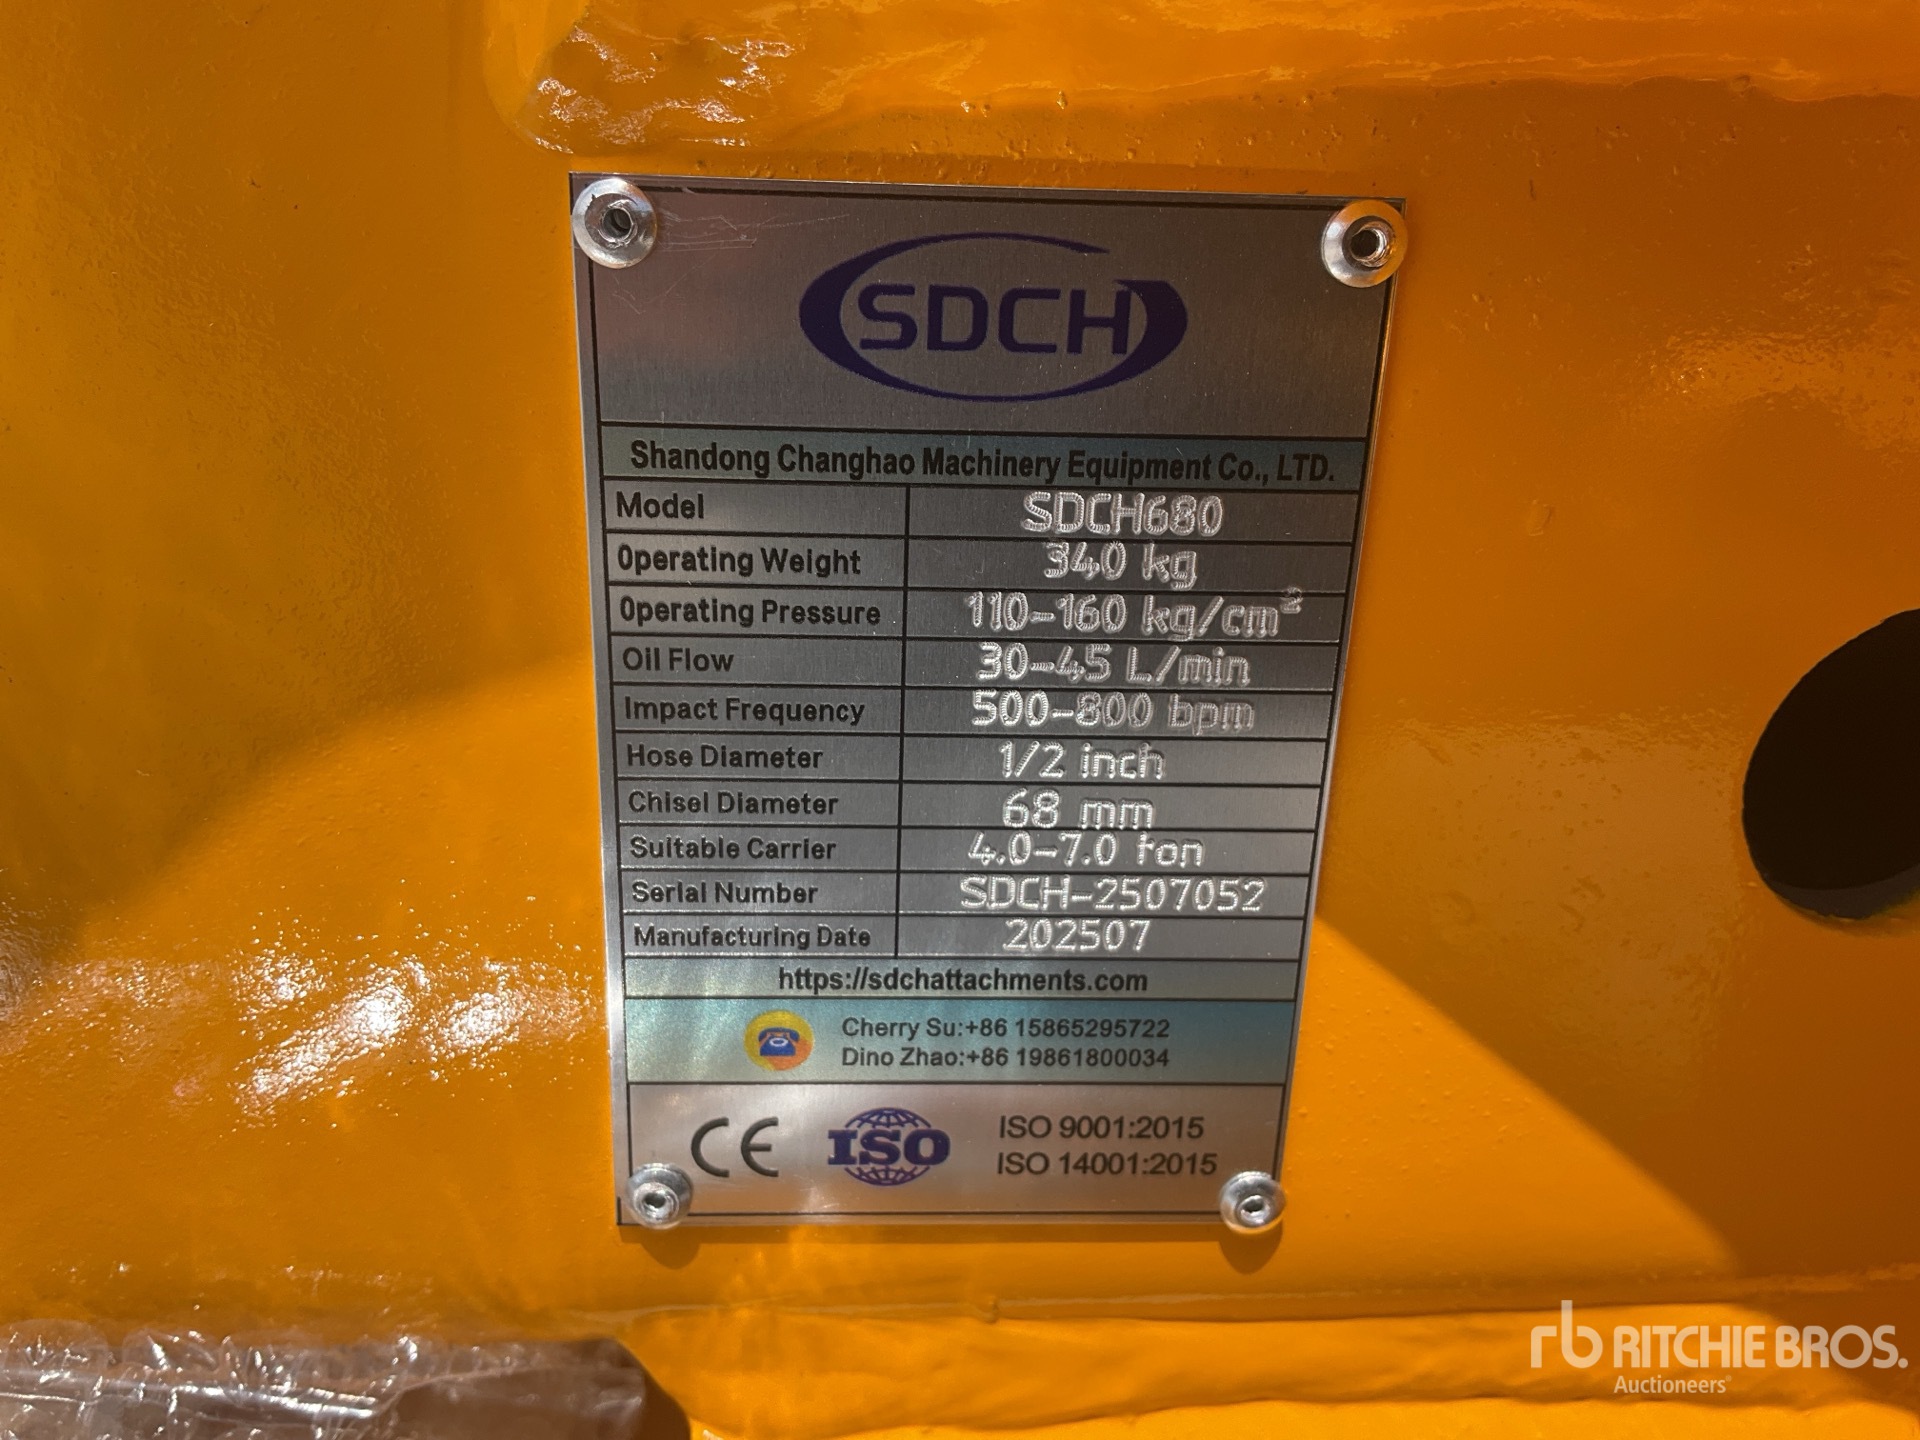 SDCH
Shandong Changhao Machinery Equipment Co., LTD.
Model SDCH680
Operating Weight 340 kg
Operating Pressure 110-160 kg/cm²
Oil Flow 30-45 L/min
Impact Frequency 500-800 bpm
Hose Diameter 1/2 inch
Chisel Diameter 68 mm
Suitable Carrier 4.0-7.0 ton
Serial Number SDCH-2507052
Manufacturing Date 202507
https://sdchattachments.com
Cherry Su:+86 15865295722
Dino Zhao:+86 19861800034
CE ISO ISO 9001:2015
ISO 14001:2015
rb RITCHIE BROS.
Auctioneers®